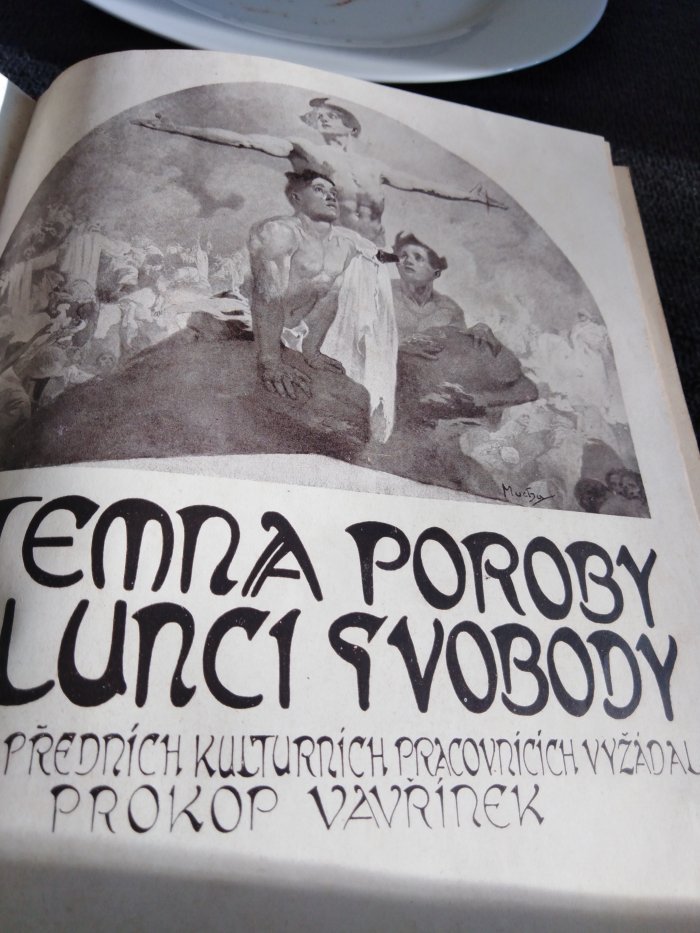 Mucha
TEMNA POROBY
LUNCI SVOBODY
PŘEDNÍCH KULTURNÍCH PRACOVNÍCÍCH VYŽÁDAL
PROKOP VAVŘÍNEK